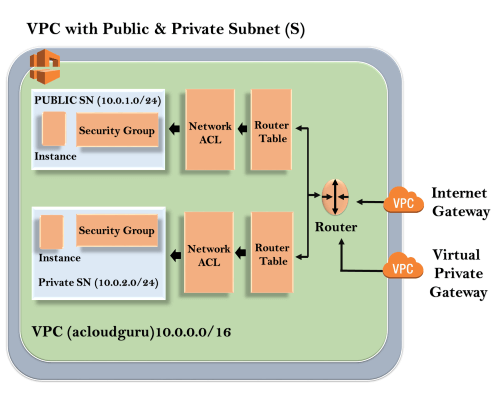 VPC with Public & Private Subnet (S)
PUBLIC SN (10.0.1.0/24)
Security Group
Instance
Network
ACL
Router
Table
Security Group
Instance
Private SN (10.0.2.0/24)
Network
ACL
Router
Table
Router
VPC
Internet
Gateway
VPC
Virtual
Private
Gateway
VPC (acloudguru)10.0.0.0/16